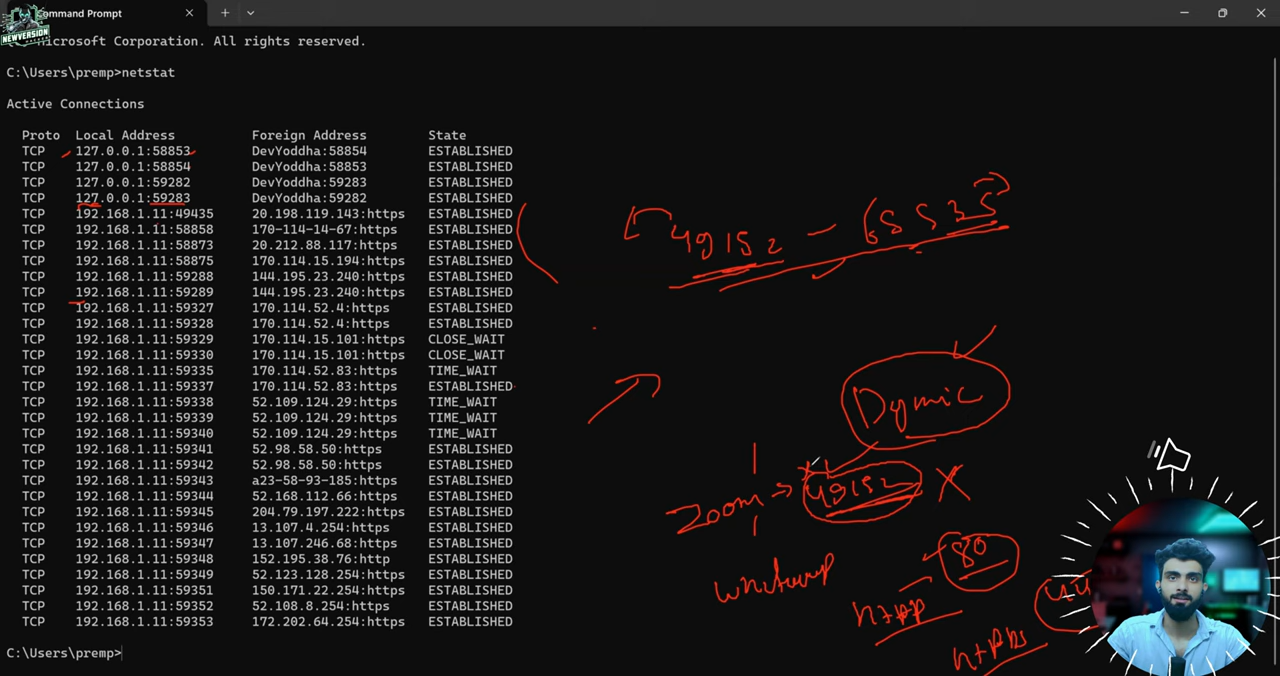 Command Prompt
NEWVERSION
Microsoft Corporation. All rights reserved.
C:\Users\premp>netstat
Active Connections
Proto Local Address Foreign Address State
TCP 127.0.0.1:58853 DevYoddha:58854 ESTABLISHED
TCP 127.0.0.1:58854 DevYoddha:58853 ESTABLISHED
TCP 127.0.0.1:59282 DevYoddha:59283 ESTABLISHED
TCP 127.0.0.1:59283 DevYoddha:59282 ESTABLISHED
TCP 192.168.1.11:49435 20.198.119.143:https ESTABLISHED
TCP 192.168.1.11:58858 170-114-14-67:https ESTABLISHED
TCP 192.168.1.11:58873 20.212.88.117:https ESTABLISHED
TCP 192.168.1.11:58875 170.114.15.194:https ESTABLISHED
TCP 192.168.1.11:59288 144.195.23.240:https ESTABLISHED
TCP 192.168.1.11:59289 144.195.23.240:https ESTABLISHED
TCP 192.168.1.11:59327 170.114.52.4:https ESTABLISHED
TCP 192.168.1.11:59328 170.114.52.4:https ESTABLISHED
TCP 192.168.1.11:59329 170.114.15.101:https CLOSE_WAIT
TCP 192.168.1.11:59330 170.114.15.101:https CLOSE_WAIT
TCP 192.168.1.11:59335 170.114.52.83:https TIME_WAIT
TCP 192.168.1.11:59337 170.114.52.83:https ESTABLISHED
TCP 192.168.1.11:59338 52.109.124.29:https TIME_WAIT
TCP 192.168.1.11:59339 52.109.124.29:https TIME_WAIT
TCP 192.168.1.11:59340 52.109.124.29:https TIME_WAIT
TCP 192.168.1.11:59341 52.98.58.50:https ESTABLISHED
TCP 192.168.1.11:59342 52.98.58.50:https ESTABLISHED
TCP 192.168.1.11:59343 a23-58-93-185:https ESTABLISHED
TCP 192.168.1.11:59344 52.168.112.66:https ESTABLISHED
TCP 192.168.1.11:59345 204.79.197.222:https ESTABLISHED
TCP 192.168.1.11:59346 13.107.4.254:https ESTABLISHED
TCP 192.168.1.11:59347 13.107.246.68:https ESTABLISHED
TCP 192.168.1.11:59348 152.195.38.76:http ESTABLISHED
TCP 192.168.1.11:59349 52.123.128.254:https ESTABLISHED
TCP 192.168.1.11:59351 150.171.22.254:https ESTABLISHED
TCP 192.168.1.11:59352 52.108.8.254:https ESTABLISHED
TCP 192.168.1.11:59353 172.202.64.254:https ESTABLISHED
C:\Users\premp>
49152 - 65535
Dymic
Zoom → 49152 X
80